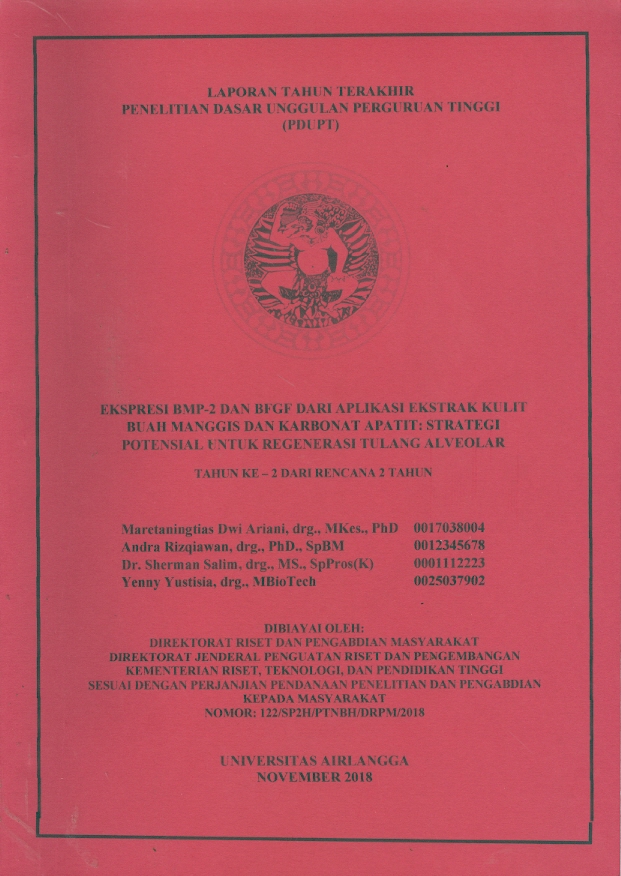 LAPORAN TAHUN TERAKHIR
PENELITIAN DASAR UNGGULAN PERGURUAN TINGGI
(PDUPT)
EKSPRESI BMP-2 DAN BFGF DARI APLIKASI EKSTRAK KULIT
BUAH MANGGIS DAN KARBONAT APATIT: STRATEGI
POTENSIAL UNTUK REGENERASI TULANG ALVEOLAR
TAHUN KE – 2 DARI RENCANA 2 TAHUN
Maretaningtias Dwi Ariani, drg., MKes., PhD 0017038004
Andra Rizqiawan, drg., PhD., SpBM 0012345678
Dr. Sherman Salim, drg., MS., SpPros(K) 0001112223
Yenny Yustisia, drg., MBioTech 0025037902
DIBIAYAI OLEH:
DIREKTORAT RISET DAN PENGABDIAN MASYARAKAT
DIREKTORAT JENDERAL PENGUATAN RISET DAN PENGEMBANGAN
KEMENTERIAN RISET, TEKNOLOGI, DAN PENDIDIKAN TINGGI
SESUAI DENGAN PERJANJIAN PENDANAAN PENELITIAN DAN PENGABDIAN
KEPADA MASYARAKAT
NOMOR: 122/SP2H/PTNBH/DRPM/2018
UNIVERSITAS AIRLANGGA
NOVEMBER 2018